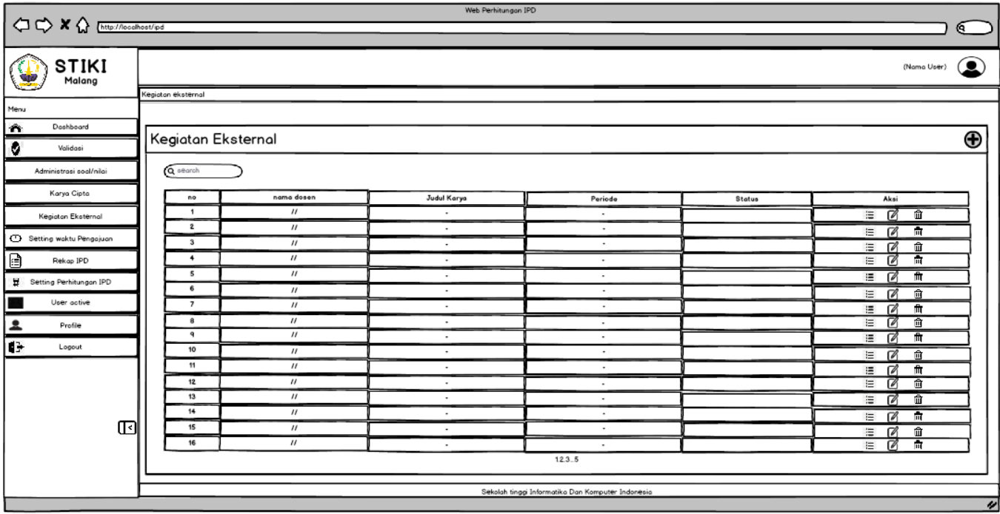 Web Perhitungan IPD
http://localhost/ipd
STIKI
Malang
(Nama User)
Kegiatan eksternal
Menu
Dashboard
Validasi
Administrasi soal/nilai
Karya Cipta
Kegiatan Eksternal
Setting waktu Pengajuan
Rekap IPD
Setting Perhitungan IPD
User active
Profile
Logout
Kegiatan Eksternal
search
no nama dosen Judul Karya Periode Status Aksi
1 // - -
2 // - -
3 // - -
4 // - -
5 // - -
6 // - -
7 // - -
8 // - -
9 // - -
10 // - -
11 // - -
12 // - -
13 // - -
14 // - -
15 // - -
16 // - -
1.2.3..5
Sekolah tinggi Informatika Dan Komputer Indonesia